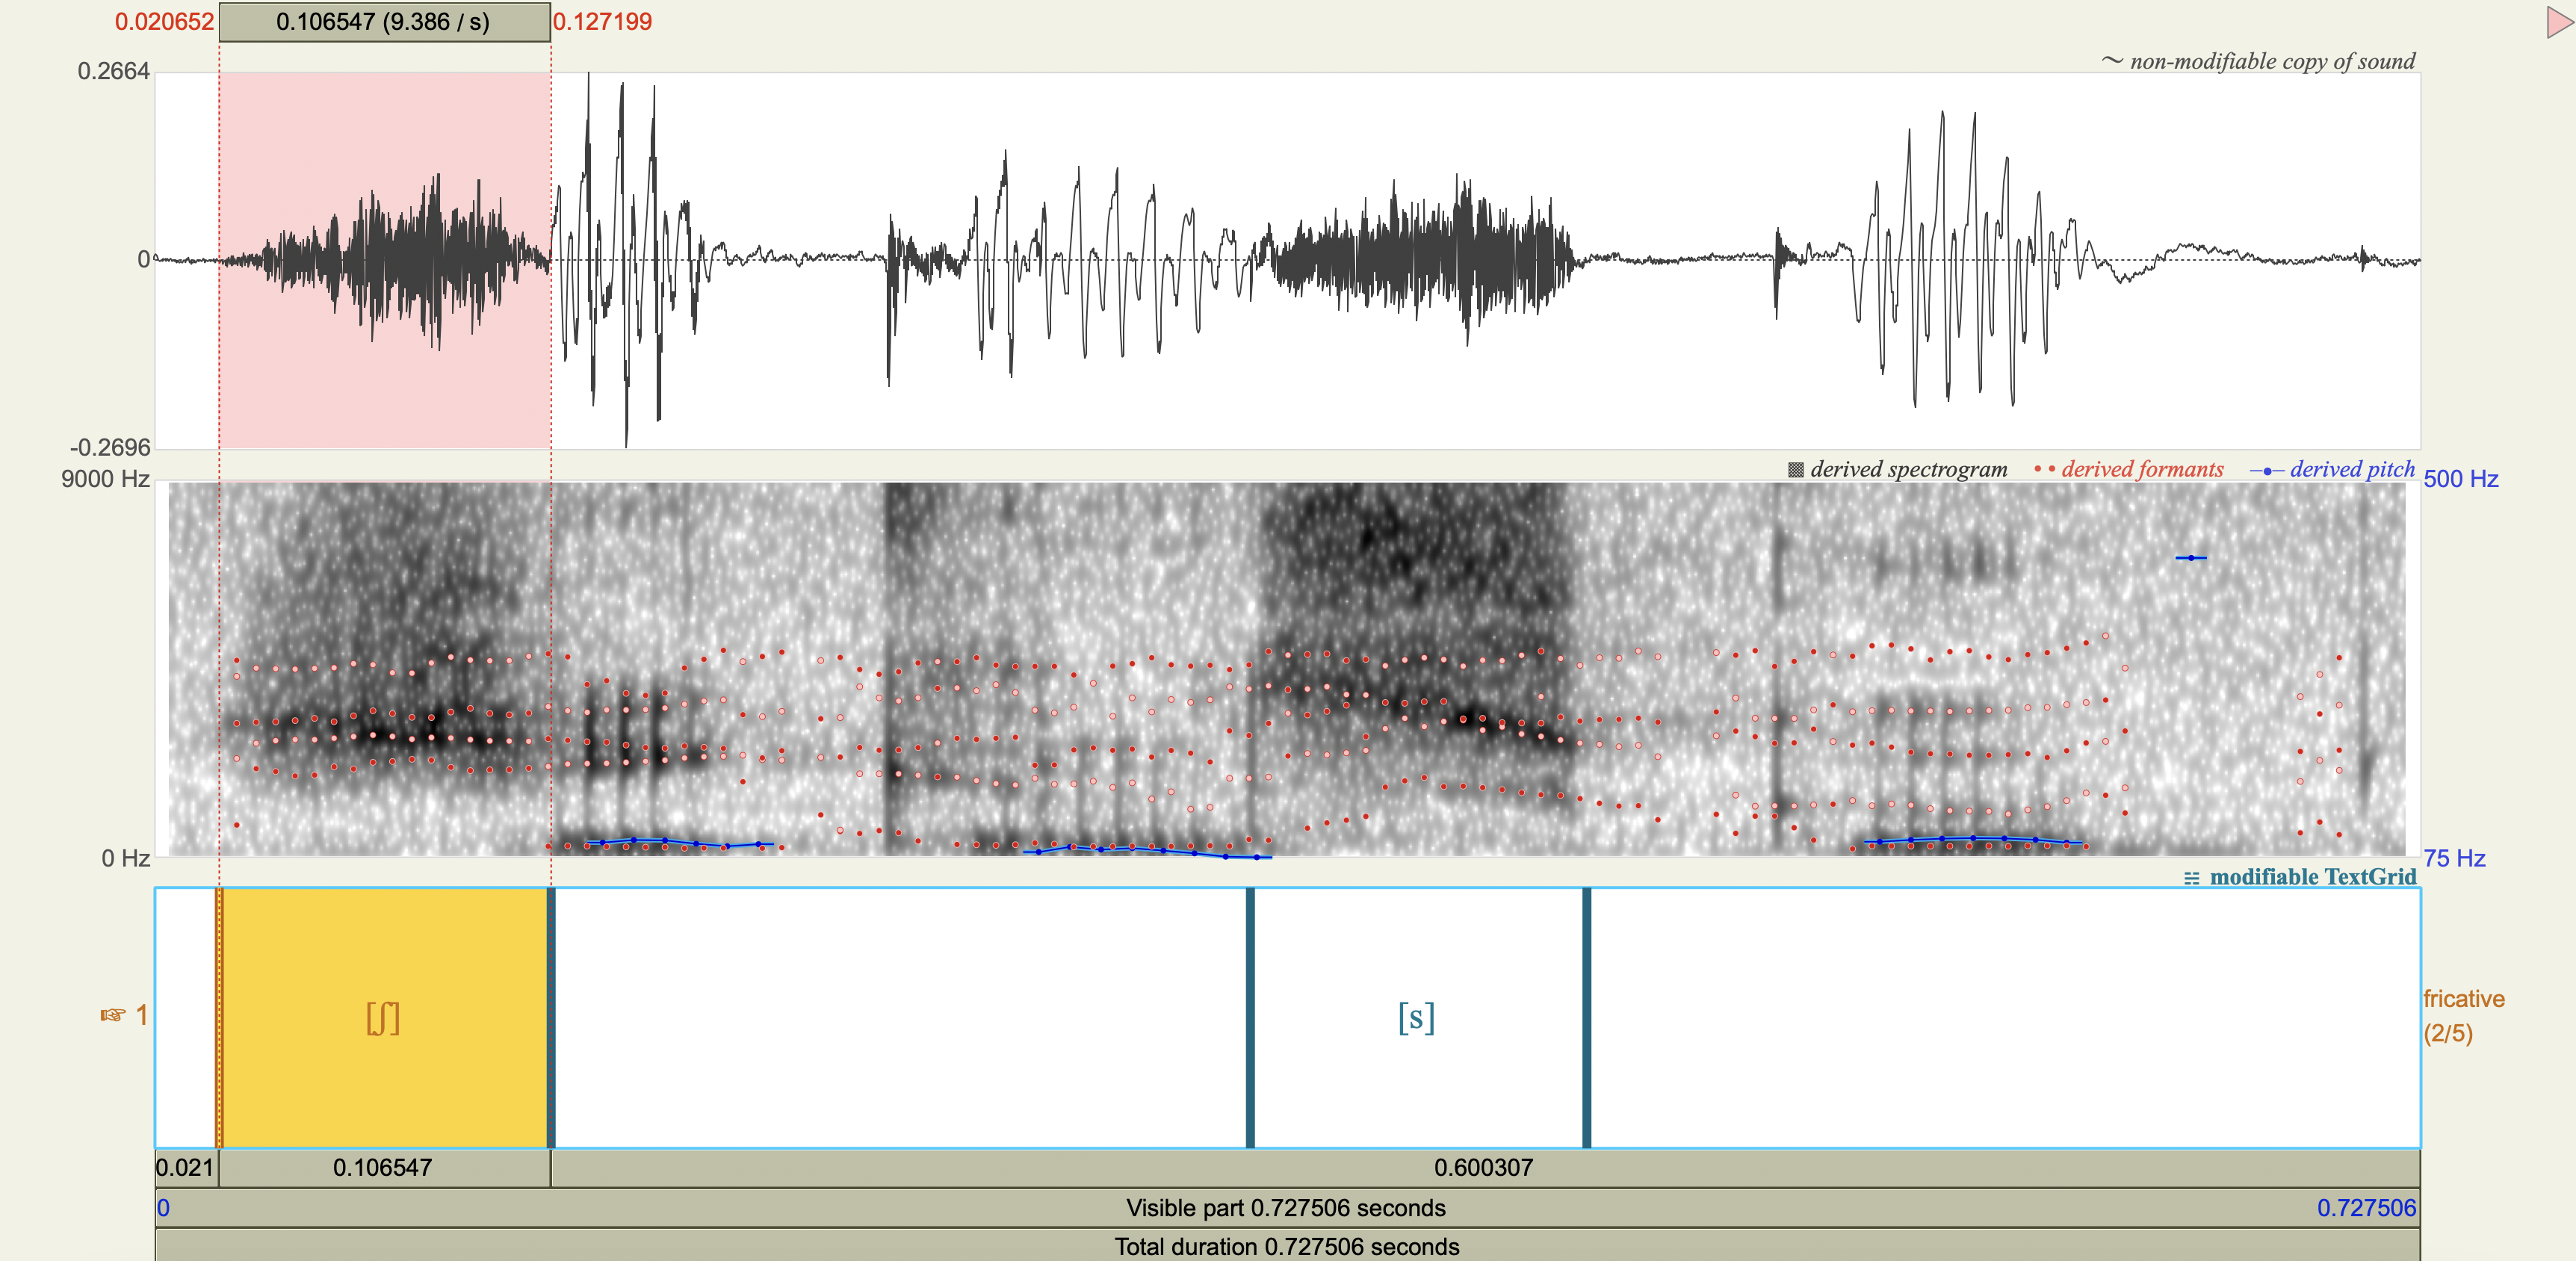 0.020652 0.106547 (9.386 / s) 0.127199
0.2664
~ non-modifiable copy of sound
0
-0.2696
9000 Hz
derived spectrogram derived formants derived pitch
500 Hz
0 Hz
75 Hz
modifiable TextGrid
☞ 1
[ʃ]
[s]
fricative
(2/5)
0.021 0.106547 0.600307
0 Visible part 0.727506 seconds 0.727506
Total duration 0.727506 seconds